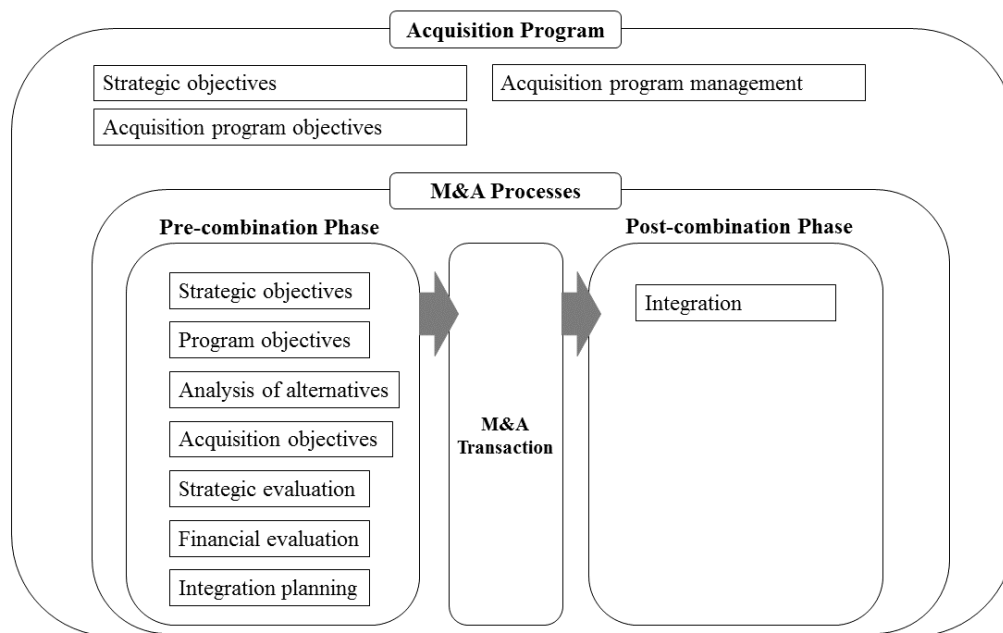 Acquisition Program
Strategic objectives
Acquisition program management
Acquisition program objectives
M&A Processes
Pre-combination Phase
Strategic objectives
Program objectives
Analysis of alternatives
Acquisition objectives
Strategic evaluation
Financial evaluation
Integration planning
M&A
Transaction
Post-combination Phase
Integration